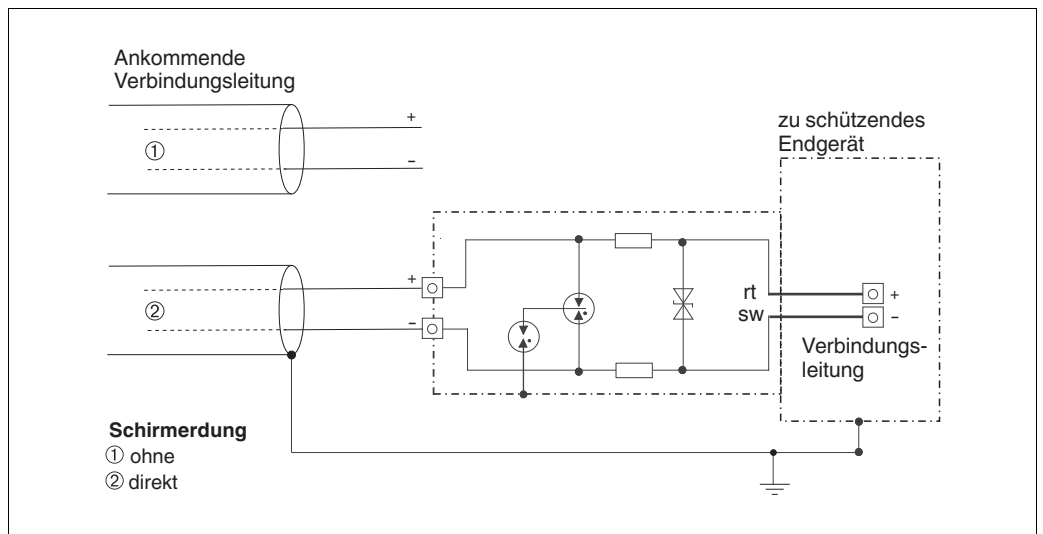 Ankommende
Verbindungsleitung
+
①
−
zu schützendes
Endgerät
+
②
−
rt
sw
+
−
Verbindungs-
leitung
Schirmerdung
① ohne
② direkt